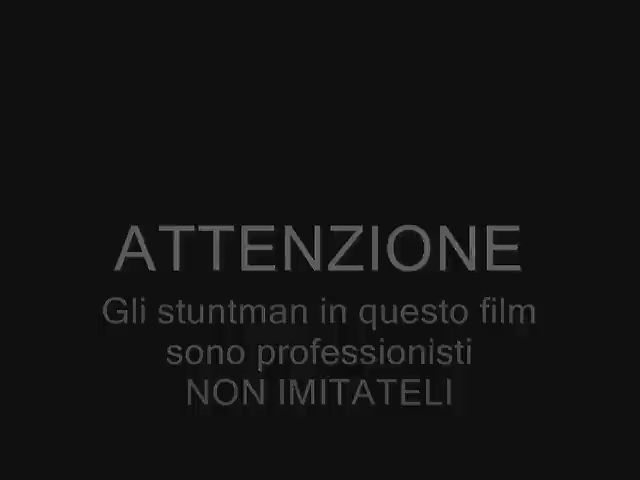 ATTENZIONE
Gli stuntman in questo film
sono professionisti
NON IMITATELI